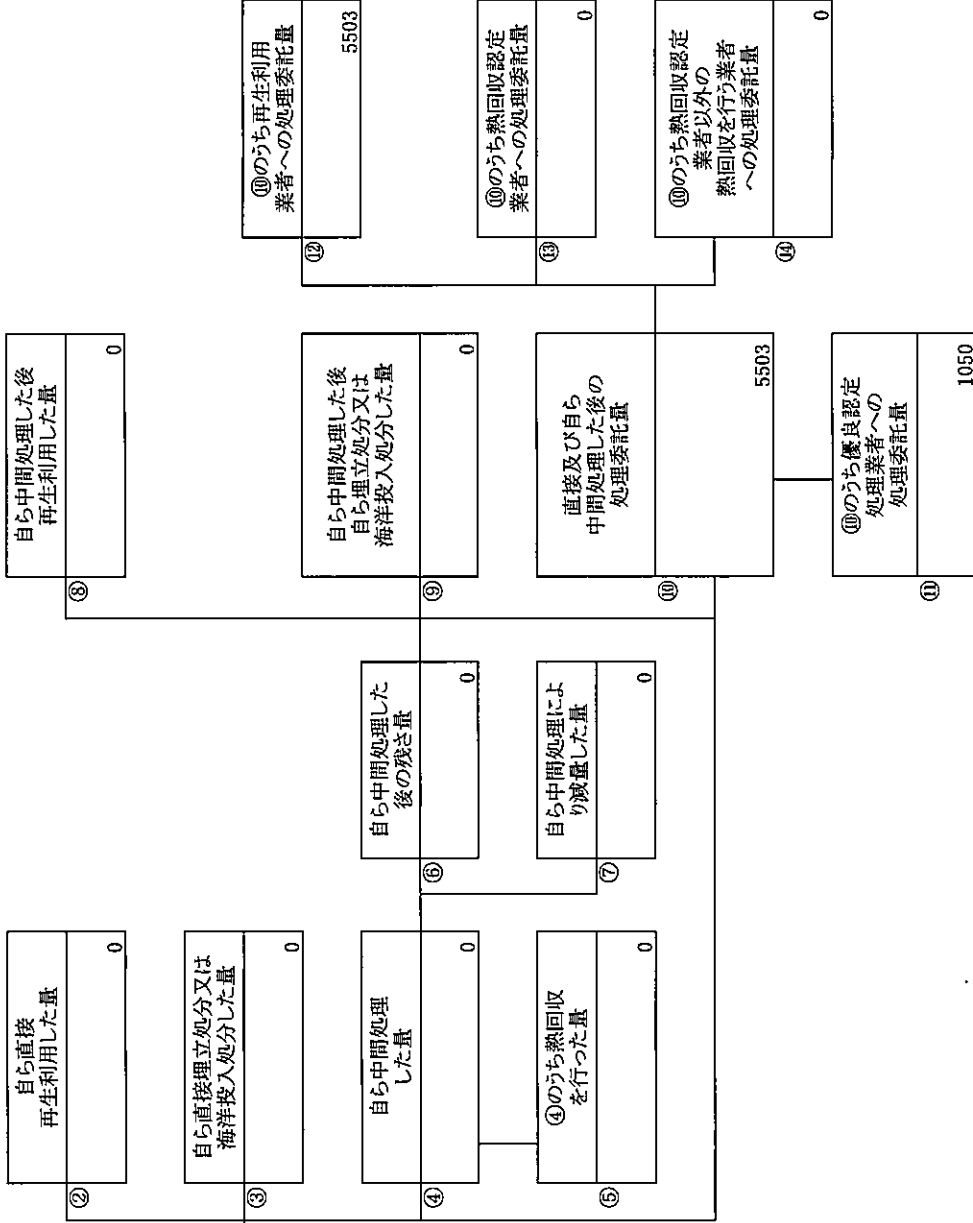 ②
自ら直接
再生利用した量
0
③
自ら直接埋立処分又は
海洋投入処分した量
0
④
自ら中間処理
した量
0
⑤
④のうち熱回収
を行った量
0
⑥
自ら中間処理した
後の残さ量
0
⑦
自ら中間処理によ
り減量した量
0
⑧
自ら中間処理した後
再生利用した量
0
⑨
自ら中間処理した後
自ら埋立処分又は
海洋投入処分した量
0
⑩
直接及び自ら
中間処理した後の
処理委託量
5503
⑪
⑩のうち優良認定
処理業者への
処理委託量
1050
⑫
⑩のうち再生利用
業者への処理委託量
5503
⑬
⑩のうち熱回収認定
業者への処理委託量
0
⑭
⑩のうち熱回収認定
業者以外の
熱回収を行う業者
への処理委託量
0